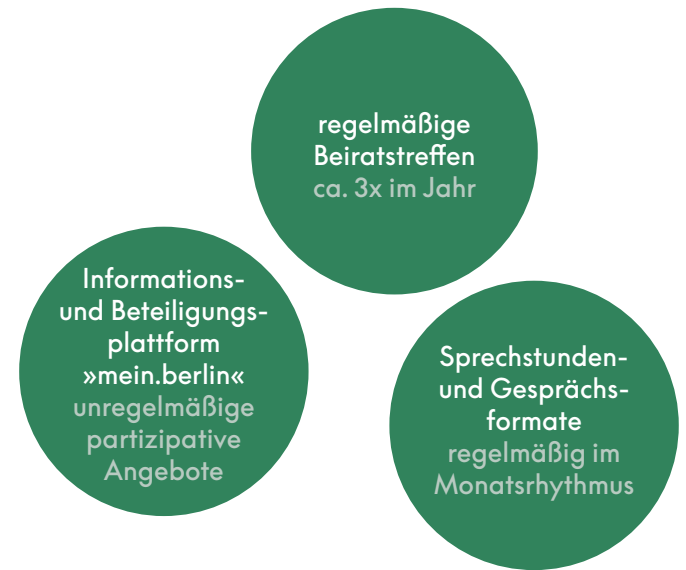 regelmäßige
Beiratstreffen
ca. 3x im Jahr
Informations-
und Beteiligungs-
plattform
»mein.berlin«
unregelmäßige
partizipative
Angebote
Sprechstunden-
und Gesprächs-
formate
regelmäßig im
Monatsrhythmus